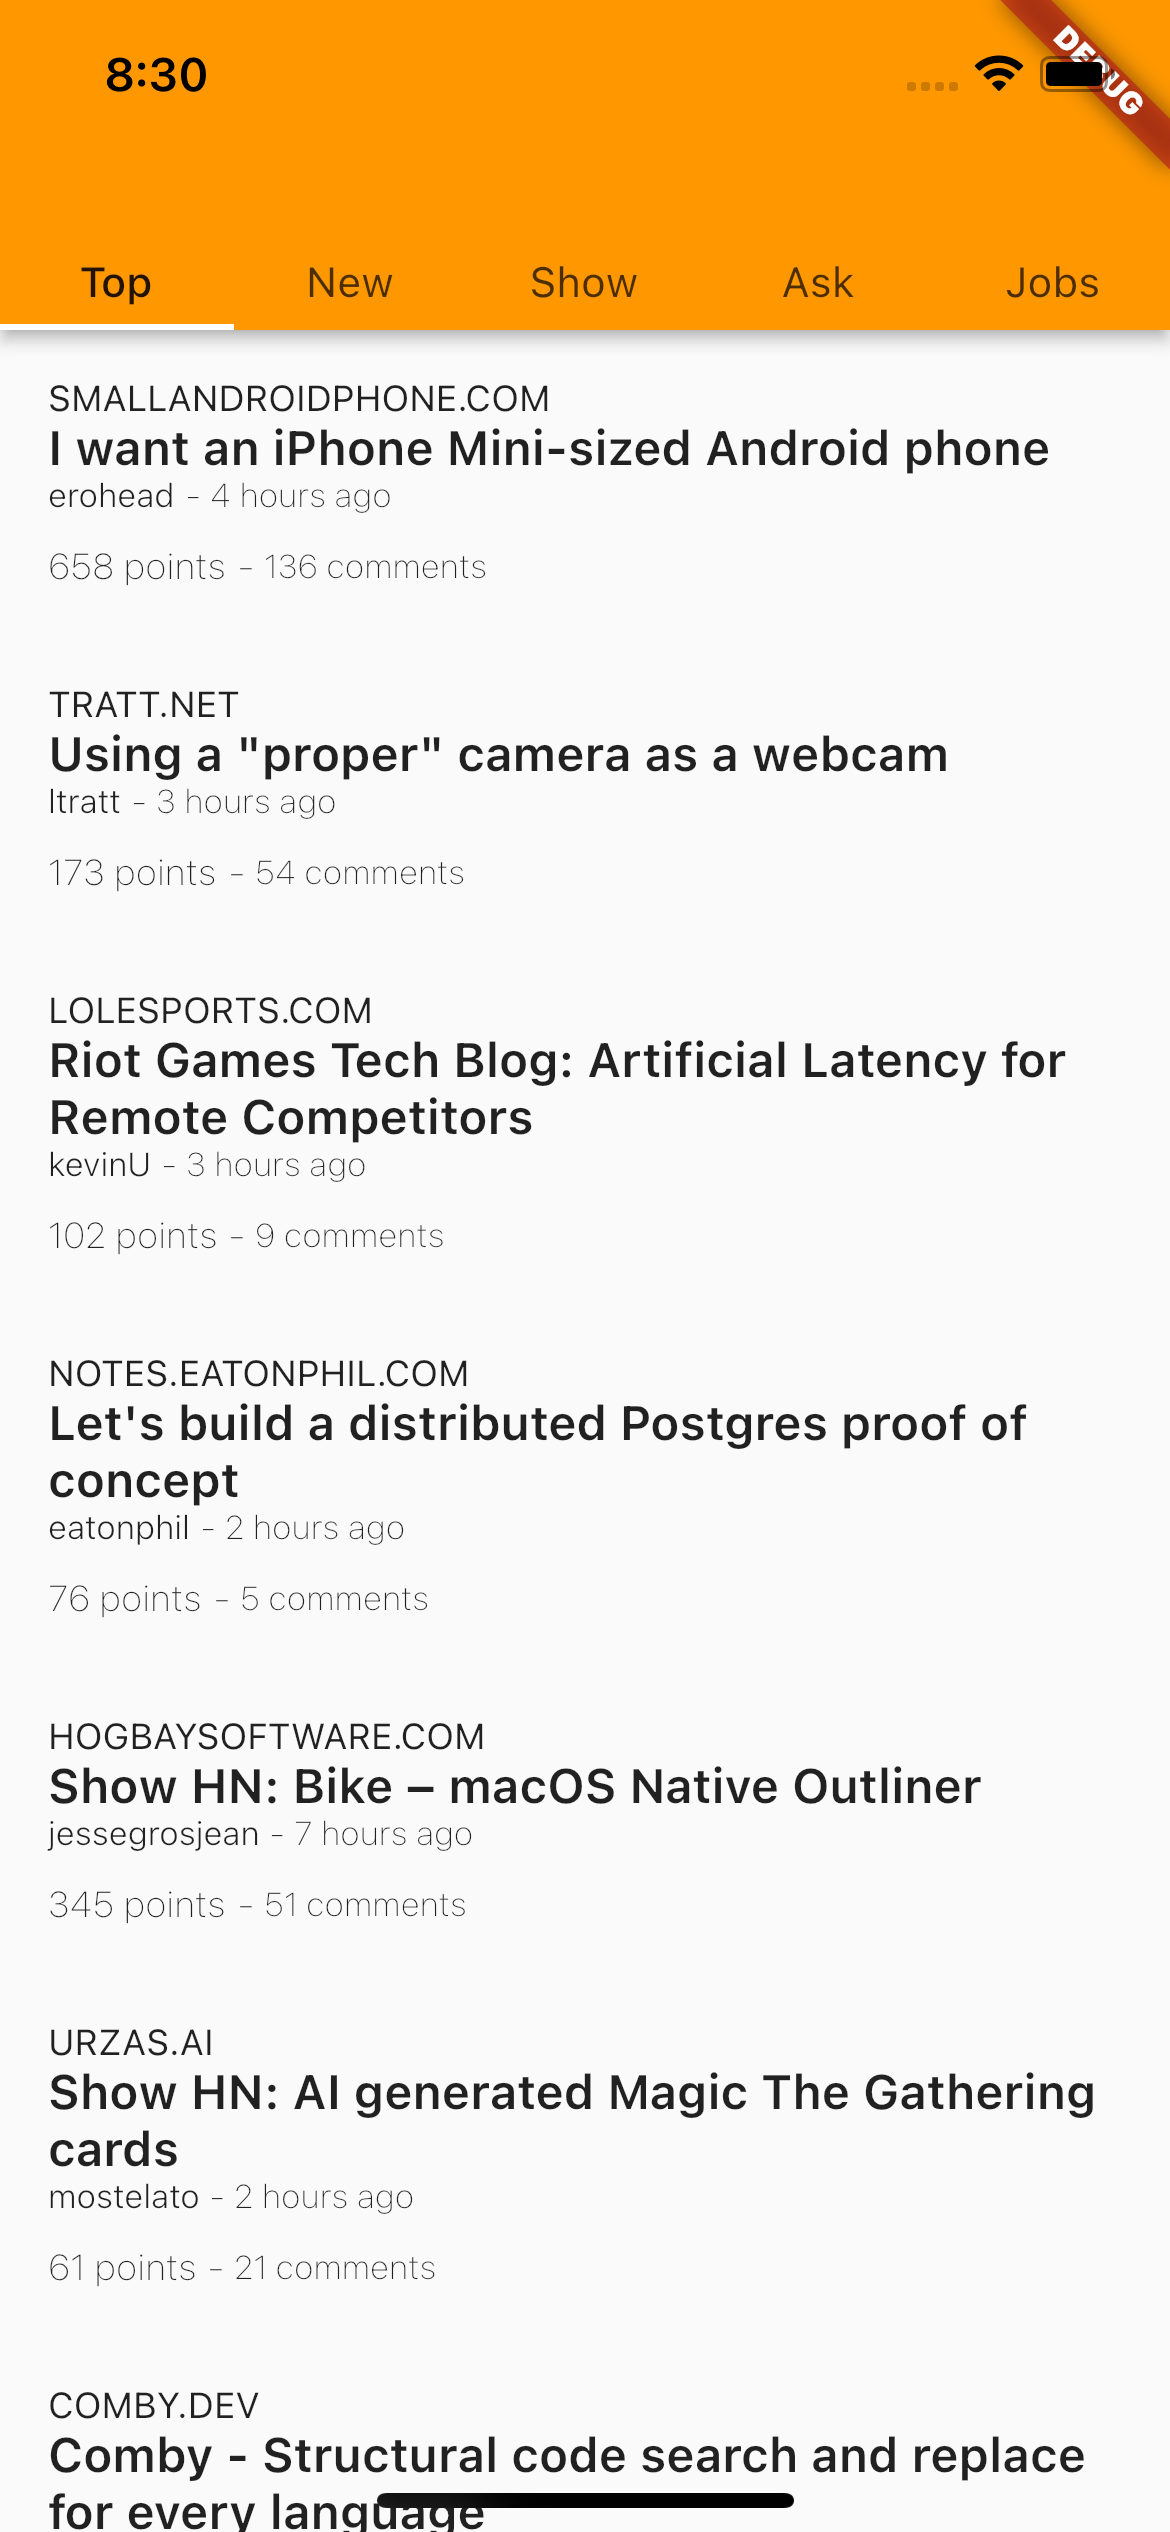 8:30
DEBUG
Top New Show Ask Jobs
SMALLANDROIDPHONE.COM
I want an iPhone Mini-sized Android phone
erohead - 4 hours ago
658 points - 136 comments
TRATT.NET
Using a "proper" camera as a webcam
ltratt - 3 hours ago
173 points - 54 comments
LOLESPORTS.COM
Riot Games Tech Blog: Artificial Latency for
Remote Competitors
kevinU - 3 hours ago
102 points - 9 comments
NOTES.EATONPHIL.COM
Let's build a distributed Postgres proof of
concept
eatonphil - 2 hours ago
76 points - 5 comments
HOGBAYSOFTWARE.COM
Show HN: Bike – macOS Native Outliner
jessegrosjean - 7 hours ago
345 points - 51 comments
URZAS.AI
Show HN: AI generated Magic The Gathering
cards
mostelato - 2 hours ago
61 points - 21 comments
COMBY.DEV
Comby - Structural code search and replace
for every language